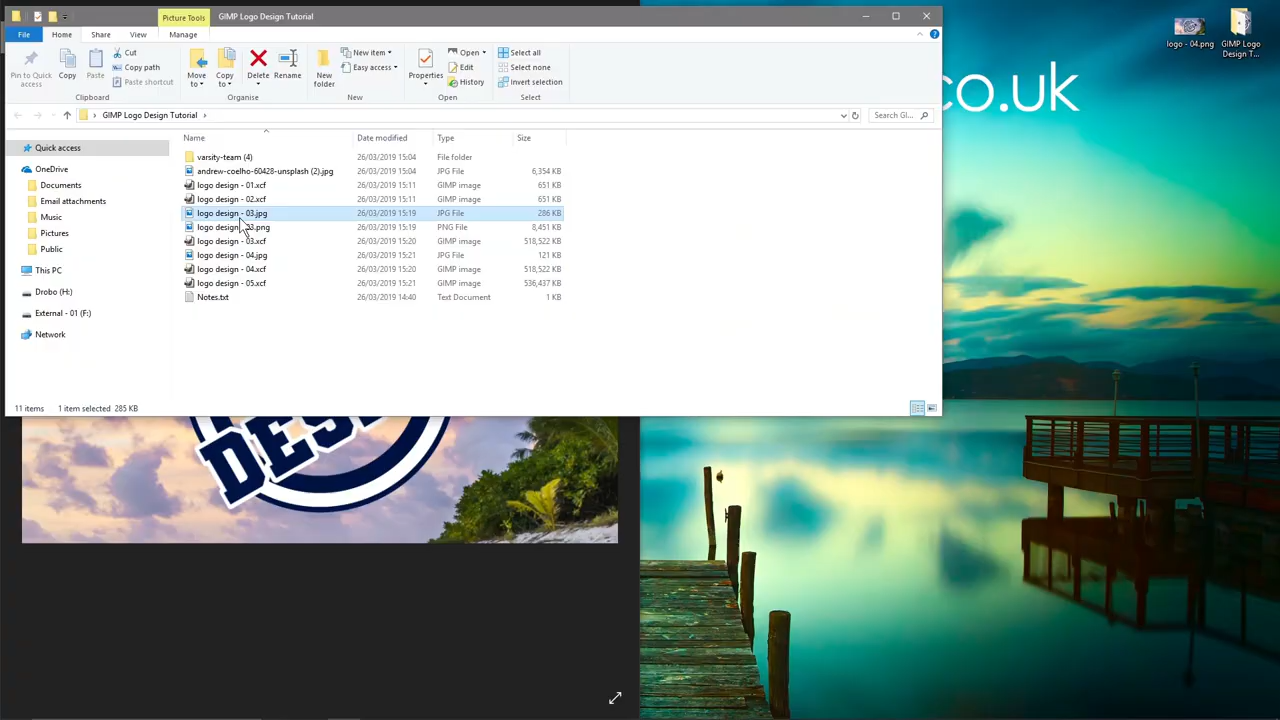 Picture Tools
GIMP Logo Design Tutorial
File
Home
Share
View
Manage
Pin to Quick access
Copy
Paste
Cut
Copy path
Paste shortcut
Move to
Copy to
Delete
Rename
New folder
New item
Easy access
Properties
Open
Edit
History
Select all
Select none
Invert selection
Clipboard
Organise
New
Open
Select
GIMP Logo Design Tutorial
Search GI...
Name
Date modified
Type
Size
Quick access
OneDrive
Documents
Email attachments
Music
Pictures
Public
This PC
Drobo (H:)
External - 01 (F:)
Network
varsity-team (4) 26/03/2019 15:04 File folder
andrew-coelho-60428-unsplash (2).jpg 26/03/2019 15:04 JPG File 6,354 KB
logo design - 01.xcf 26/03/2019 15:11 GIMP image 651 KB
logo design - 02.xcf 26/03/2019 15:11 GIMP image 651 KB
logo design - 03.jpg 26/03/2019 15:19 JPG File 286 KB
logo design - 03.png 26/03/2019 15:19 PNG File 8,451 KB
logo design - 03.xcf 26/03/2019 15:20 GIMP image 518,522 KB
logo design - 04.jpg 26/03/2019 15:21 JPG File 121 KB
logo design - 04.xcf 26/03/2019 15:20 GIMP image 518,522 KB
logo design - 05.xcf 26/03/2019 15:21 GIMP image 536,437 KB
Notes.txt 26/03/2019 14:40 Text Document 1 KB
11 items 1 item selected 285 KB
logo - 04.png
GIMP Logo Design T...
co.uk